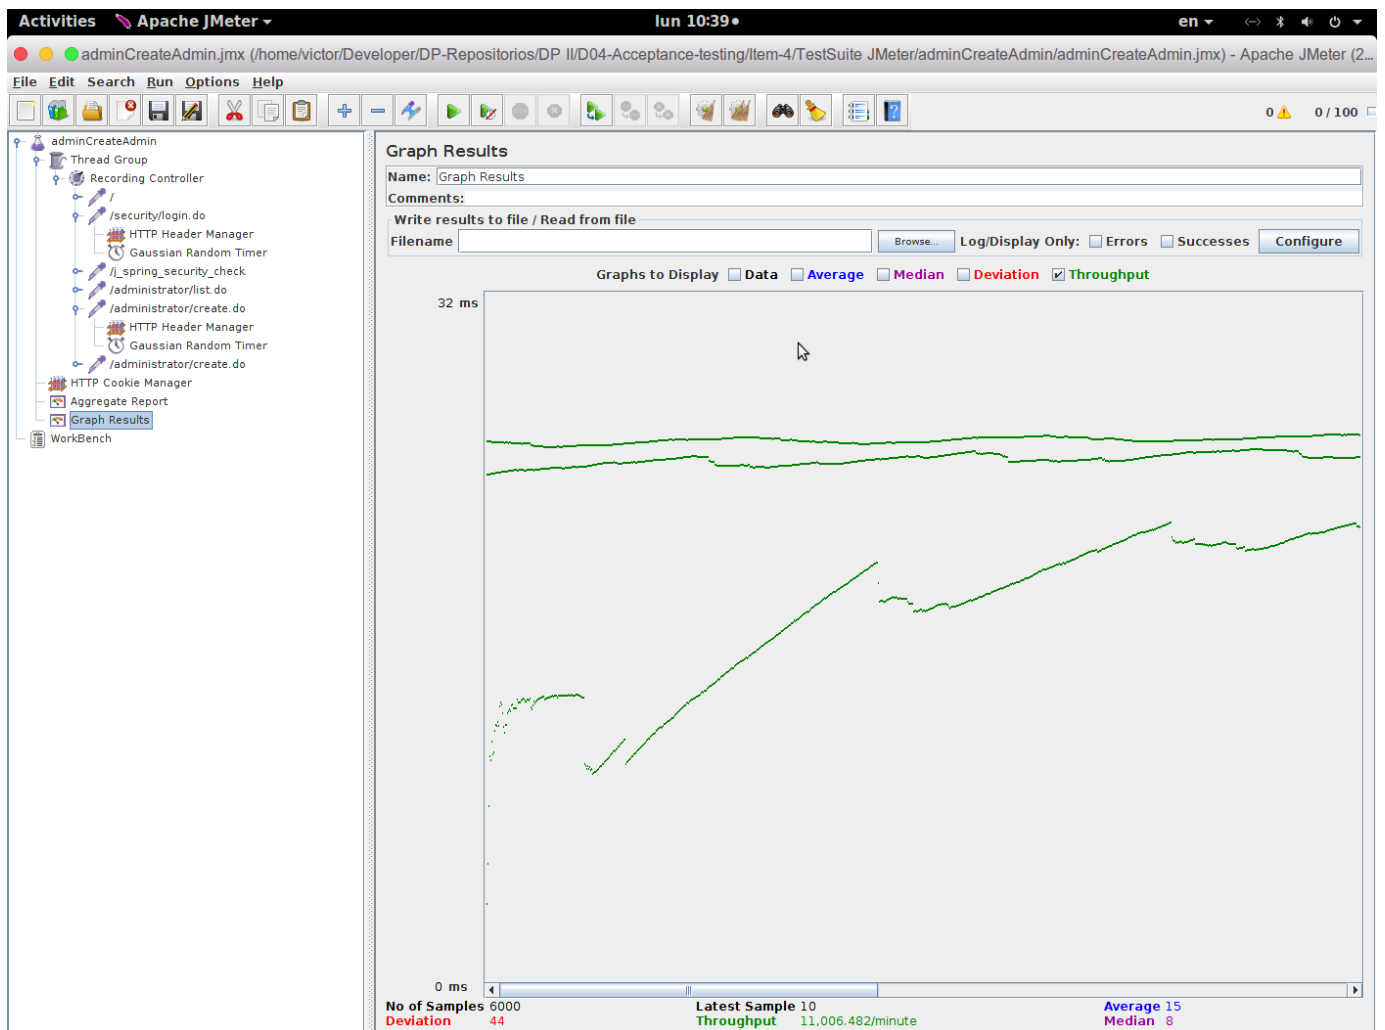 Activities Apache JMeter lun 10:39 en
adminCreateAdmin.jmx (/home/victor/Developer/DP-Repositorios/DP II/D04-Acceptance-testing/Item-4/TestSuite JMeter/adminCreateAdmin/adminCreateAdmin.jmx) - Apache JMeter (2...
File Edit Search Run Options Help
0 0 / 100
adminCreateAdmin
Thread Group
Recording Controller
/
/security/login.do
HTTP Header Manager
Gaussian Random Timer
/j_spring_security_check
/administrator/list.do
/administrator/create.do
HTTP Header Manager
Gaussian Random Timer
/administrator/create.do
HTTP Cookie Manager
Aggregate Report
Graph Results
WorkBench
Graph Results
Name: Graph Results
Comments:
Write results to file / Read from file
Filename Browse... Log/Display Only: Errors Successes Configure
Graphs to Display Data Average Median Deviation Throughput
32 ms
0 ms
No of Samples 6000 Latest Sample 10 Average 15
Deviation 44 Throughput 11,006.482/minute Median 8